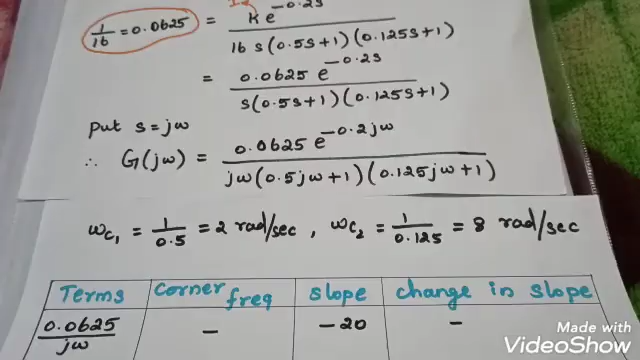 1/16 = 0.0625 = k e^-0.2s / 16 s(0.5s+1)(0.125s+1)
= 0.0625 e^-0.2s / s(0.5s+1)(0.125s+1)
put s=jω
∴ G(jω) = 0.0625 e^-0.2jω / jω(0.5jω+1)(0.125jω+1)
ωc1 = 1/0.5 = 2 rad/sec, ωc2 = 1/0.125 = 8 rad/sec
Terms corner freq slope change in slope
0.0625/jω - -20 -
Made with
VideoShow